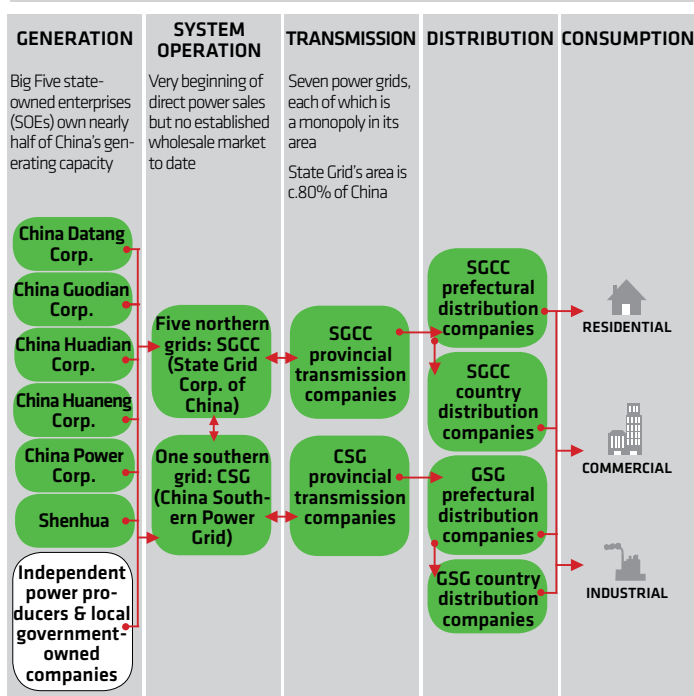 GENERATION
Big Five state-
owned enterprises
(SOEs) own nearly
half of China's gen-
erating capacity
China Datang
Corp.
China Guodian
Corp.
China Huadian
Corp.
China Huaneng
Corp.
China Power
Corp.
Shenhua
Independent
power pro-
ducers & local
government-
owned
companies
SYSTEM
OPERATION
Very beginning of
direct power sales
but no established
wholesale market
to date
Five northern
grids: SGCC
(State Grid
Corp. of
China)
One southern
grid: CSG
(China South-
ern Power
Grid)
TRANSMISSION
Seven power grids,
each of which is
a monopoly in its
area
State Grid's area is
c.80% of China
SGCC
provincial
transmission
companies
CSG
provincial
transmission
companies
DISTRIBUTION
SGCC
prefectural
distribution
companies
SGCC
country
distribution
companies
GSG
prefectural
distribution
companies
GSG country
distribution
companies
CONSUMPTION
RESIDENTIAL
COMMERCIAL
INDUSTRIAL